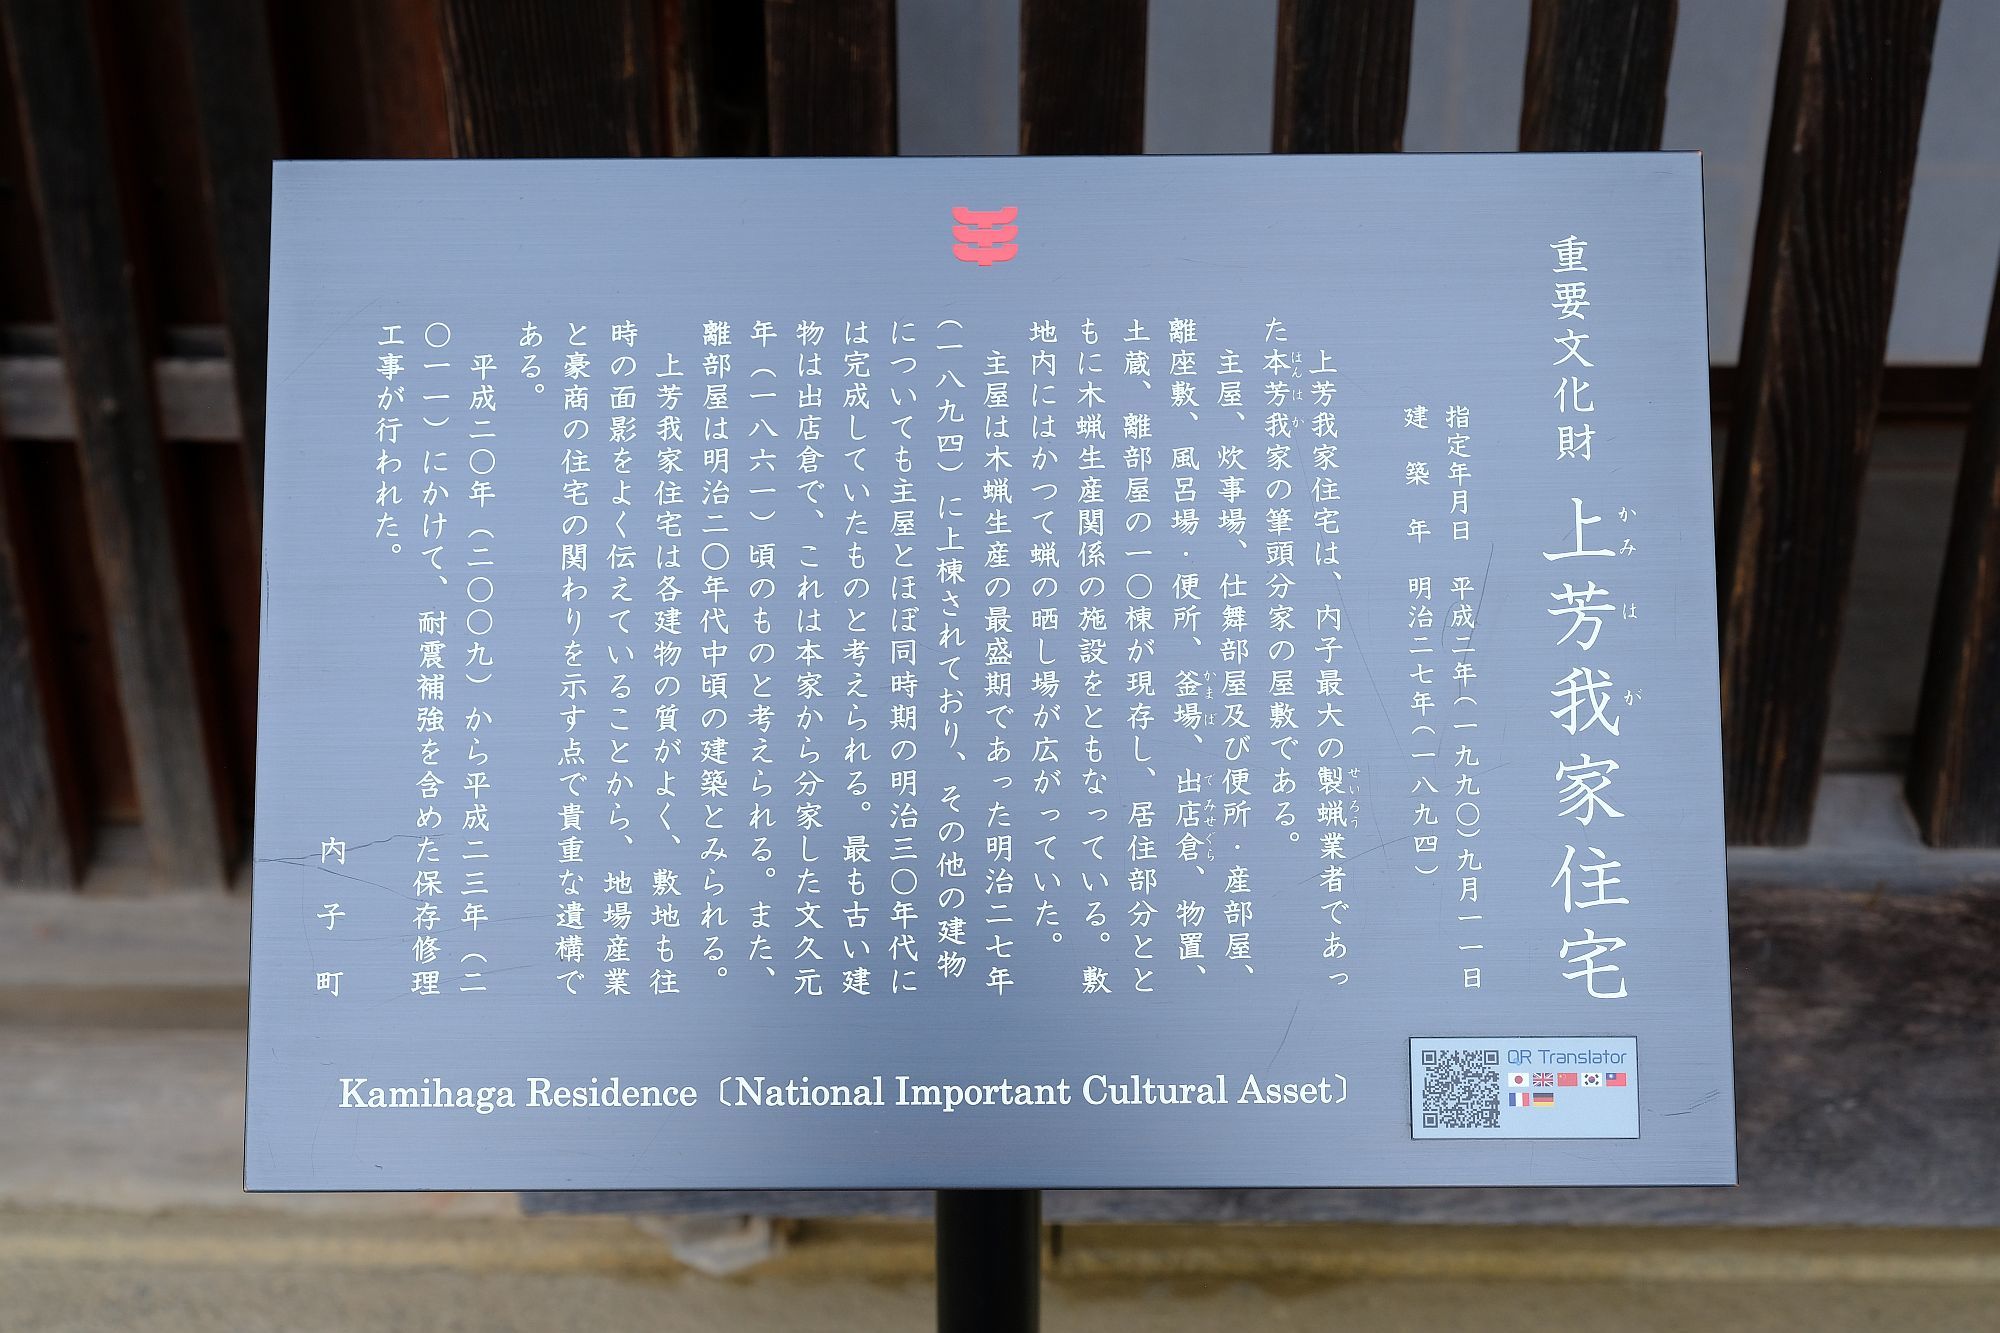 重要文化財 上芳我家住宅
かみ は が
指定年月日 平成二年(一九九〇)九月一一日
建築年 明治二七年(一八九四)
上芳我家住宅は、内子最大の製蝋業者であっ
せいろう
た本芳我家の筆頭分家の屋敷である。
ほんはが
主屋、炊事場、仕舞部屋及び便所・産部屋、
離座敷、風呂場・便所、釜場、出店倉、物置、
かまば でみせぐら
土蔵、離部屋の一〇棟が現存し、居住部分とと
もに木蝋生産関係の施設をともなっている。敷
地内にはかつて蝋の晒し場が広がっていた。
主屋は木蝋生産の最盛期であった明治二七年
(一八九四)に上棟されており、その他の建物
についても主屋とほぼ同時期の明治三〇年代に
は完成していたものと考えられる。最も古い建
物は出店倉で、これは本家から分家した文久元
年(一八六一)頃のものと考えられる。また、
離部屋は明治二〇年代中頃の建築とみられる。
上芳我家住宅は各建物の質がよく、敷地も往
時の面影をよく伝えていることから、地場産業
と豪商の住宅の関わりを示す点で貴重な遺構で
ある。
平成二〇年(二〇〇九)から平成二三年(二
〇一一)にかけて、耐震補強を含めた保存修理
工事が行われた。
内子町
Kamihaga Residence〔National Important Cultural Asset〕
QR Translator